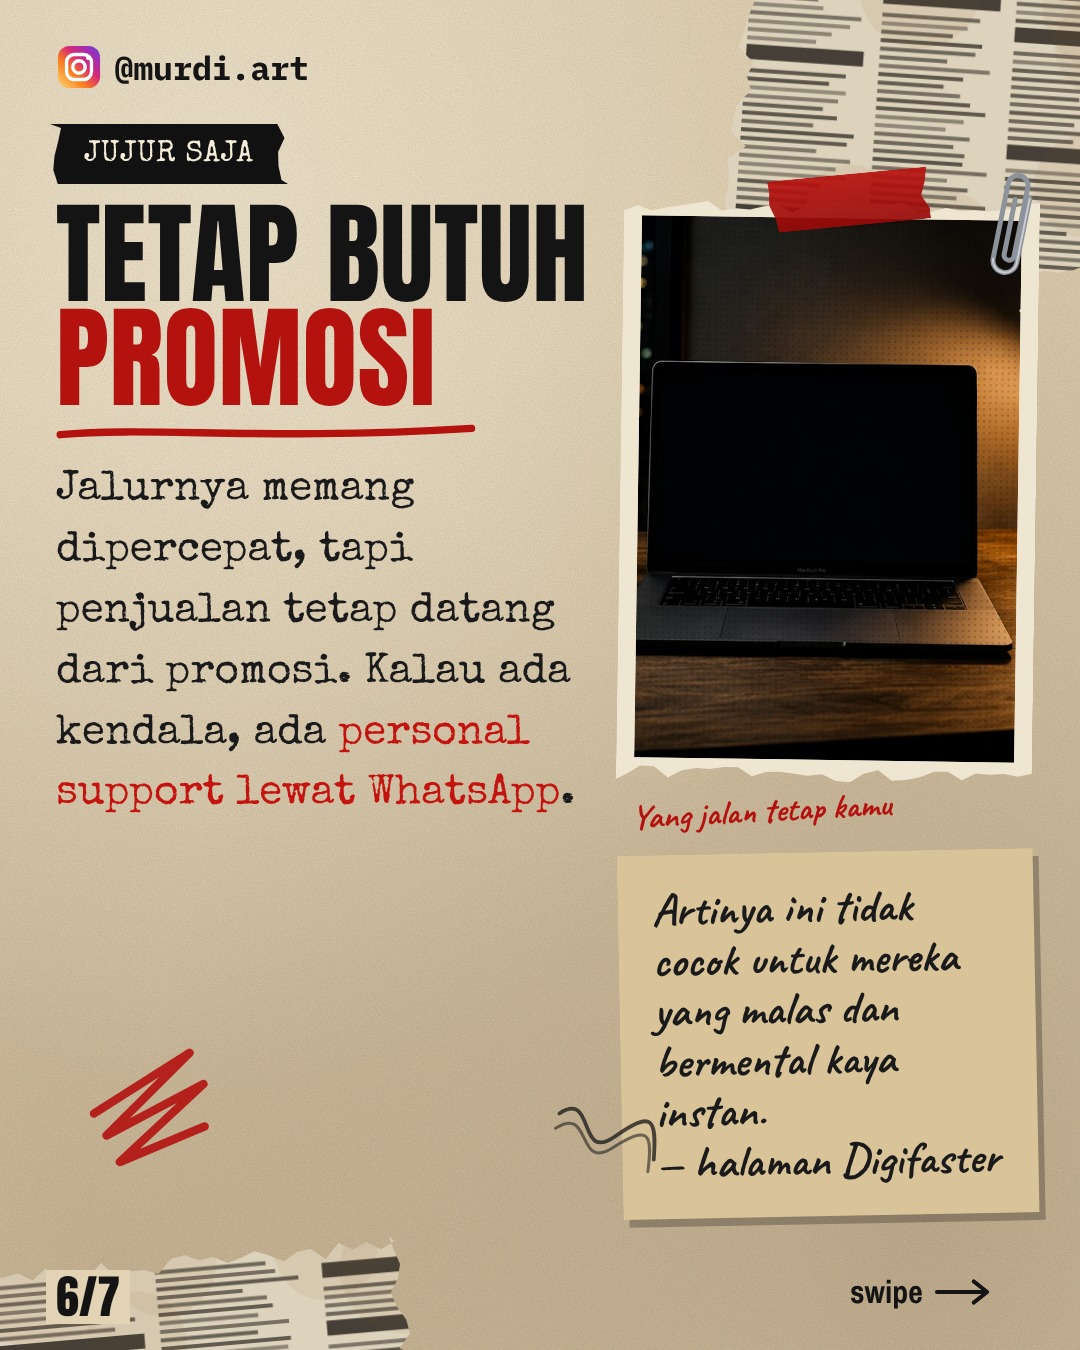 @murdi.art
JUJUR SAJA
TETAP BUTUH
PROMOSI
Jalurnya memang
dipercepat, tapi
penjualan tetap datang
dari promosi. Kalau ada
kendala, ada personal
support lewat WhatsApp.
MacBook Pro
Yang jalan tetap kamu
Artinya ini tidak
cocok untuk mereka
yang malas dan
bermental kaya
instan.
— halaman Digifaster
6/7
swipe →